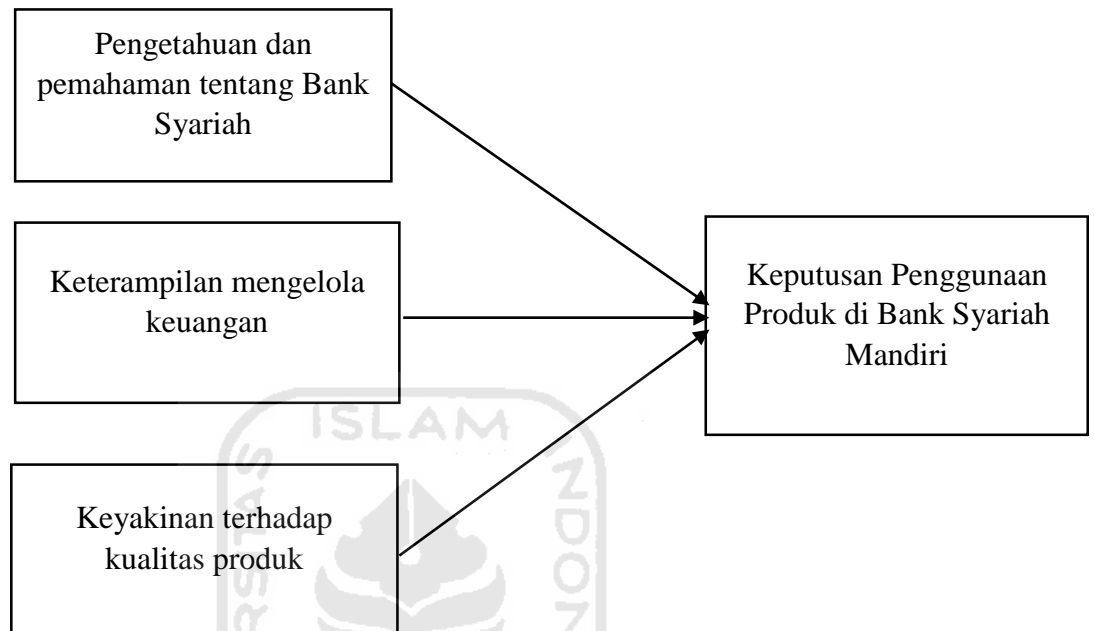 Pengetahuan dan
pemahaman tentang Bank
Syariah
Keterampilan mengelola
keuangan
Keyakinan terhadap
kualitas produk
Keputusan Penggunaan
Produk di Bank Syariah
Mandiri
ISLAM